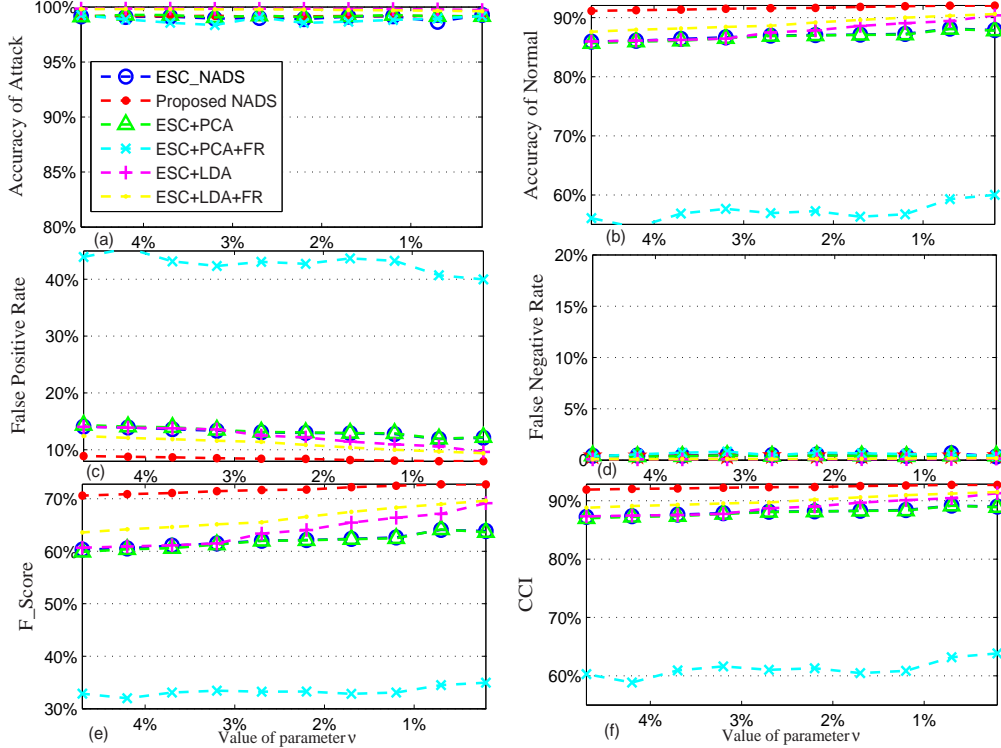 100%
95%
90%
85%
80%
Accuracy of Attack
ESC_NADS
Proposed NADS
ESC+PCA
ESC+PCA+FR
ESC+LDA
ESC+LDA+FR
(a)
4%
3%
2%
1%
90%
80%
70%
60%
Accuracy of Normal
(b)
4%
3%
2%
1%
40%
30%
20%
10%
False Positive Rate
(c)
4%
3%
2%
1%
20%
15%
10%
5%
0
False Negative Rate
(d)
4%
3%
2%
1%
70%
60%
50%
40%
30%
F_Score
(e)
4%
3%
2%
1%
Value of parameter ν
90%
80%
70%
60%
CCI
(f)
4%
3%
2%
1%
Value of parameter ν